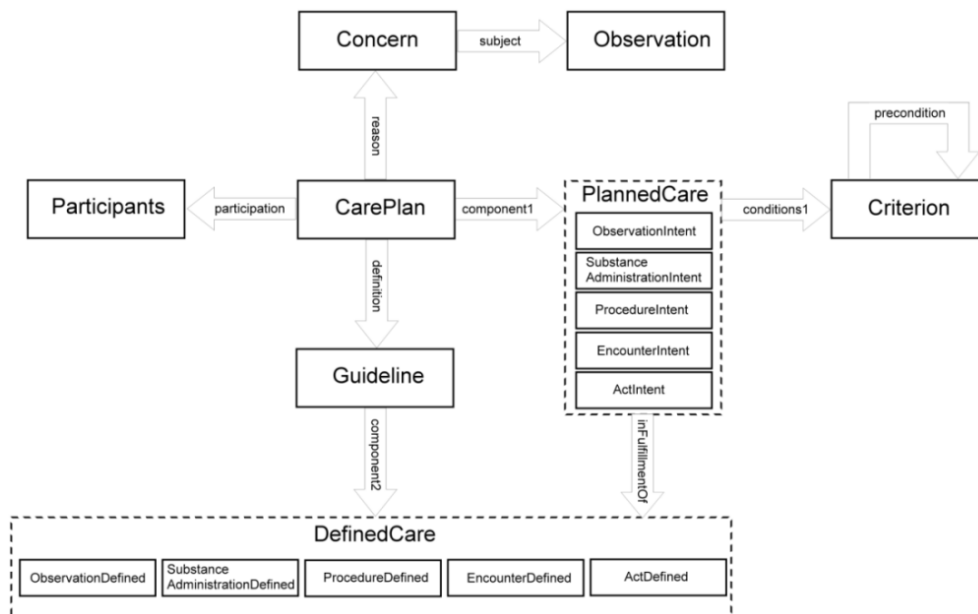 Concern
subject
Observation
reason
precondition
Participants
participation
CarePlan
component1
PlannedCare
ObservationIntent
Substance
AdministrationIntent
ProcedureIntent
EncounterIntent
ActIntent
conditions1
Criterion
definition
Guideline
component2
inFulfillmentOf
DefinedCare
ObservationDefined
Substance
AdministrationDefined
ProcedureDefined
EncounterDefined
ActDefined